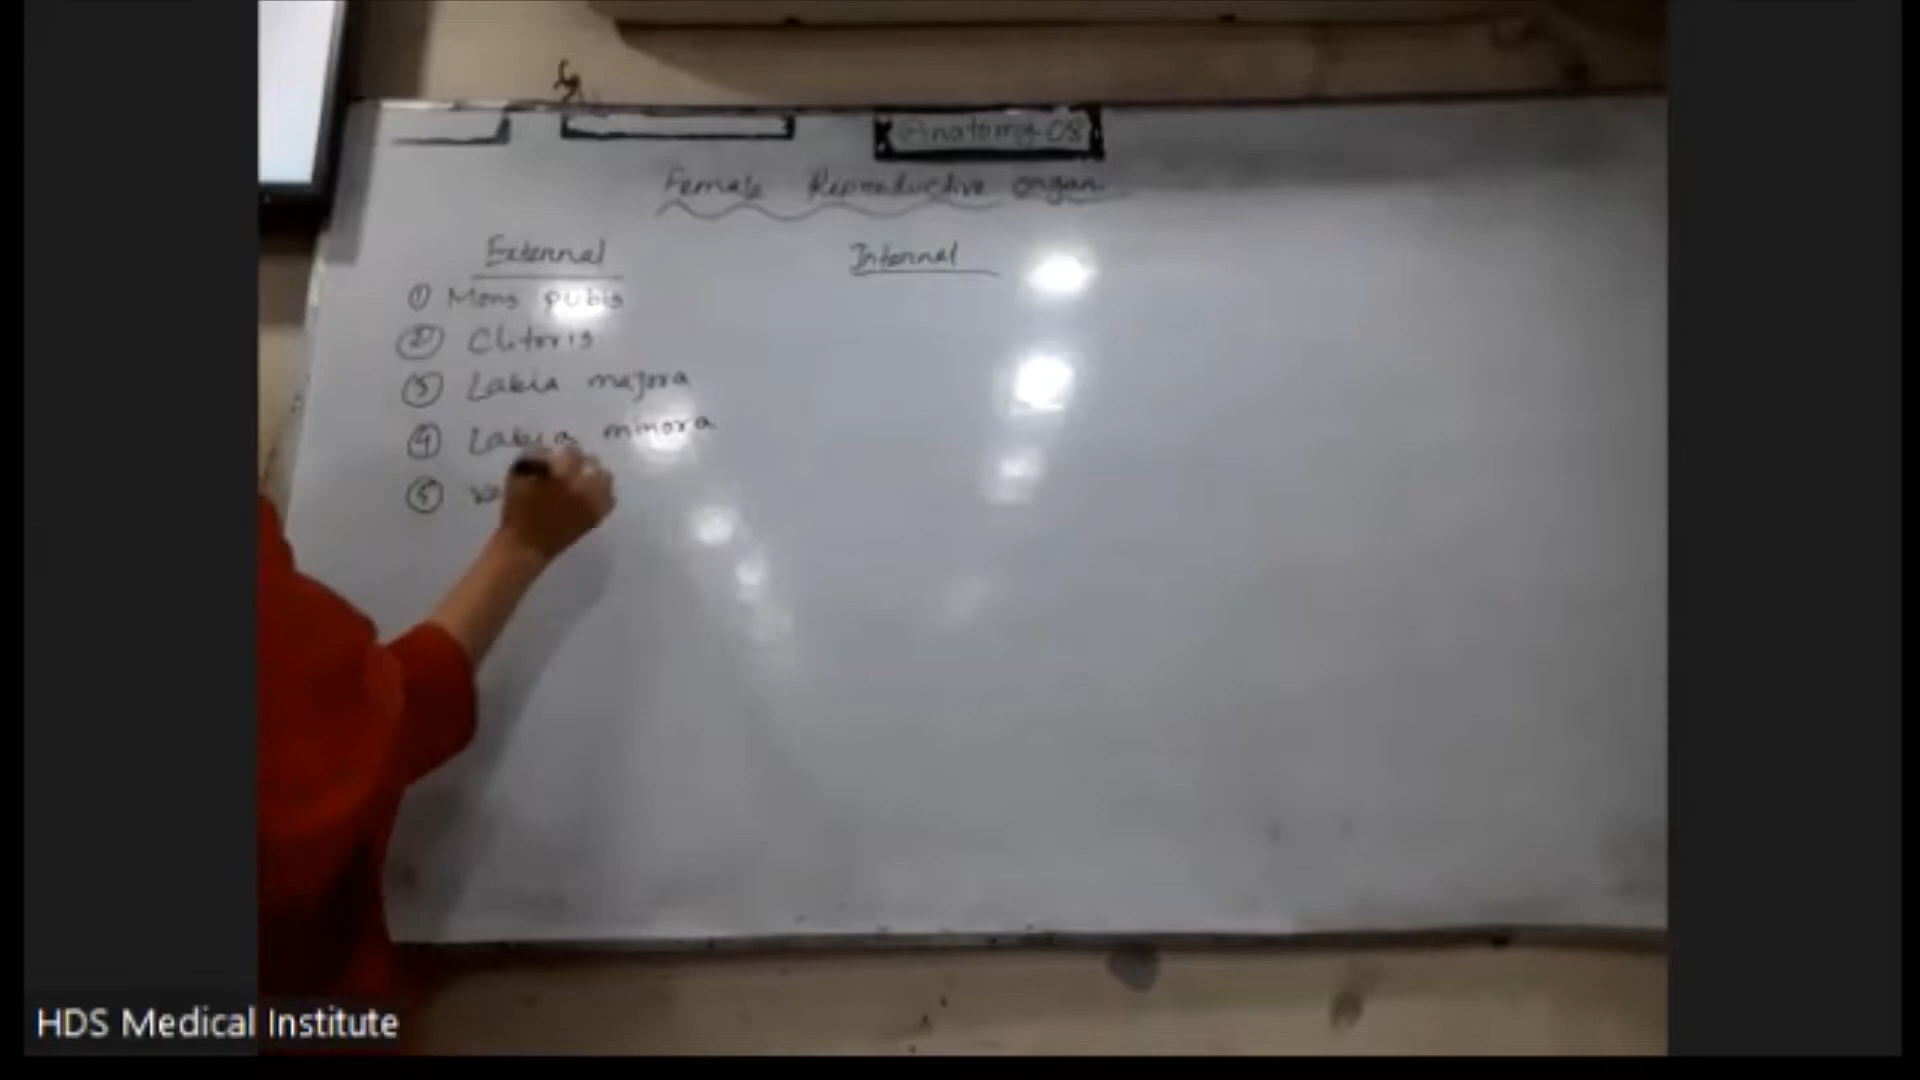 Anatomy-08
Female Reproductive organ
External
① Mons pubis
② Clitoris
③ Labia majora
④ Labia minora
⑤
Internal
HDS Medical Institute